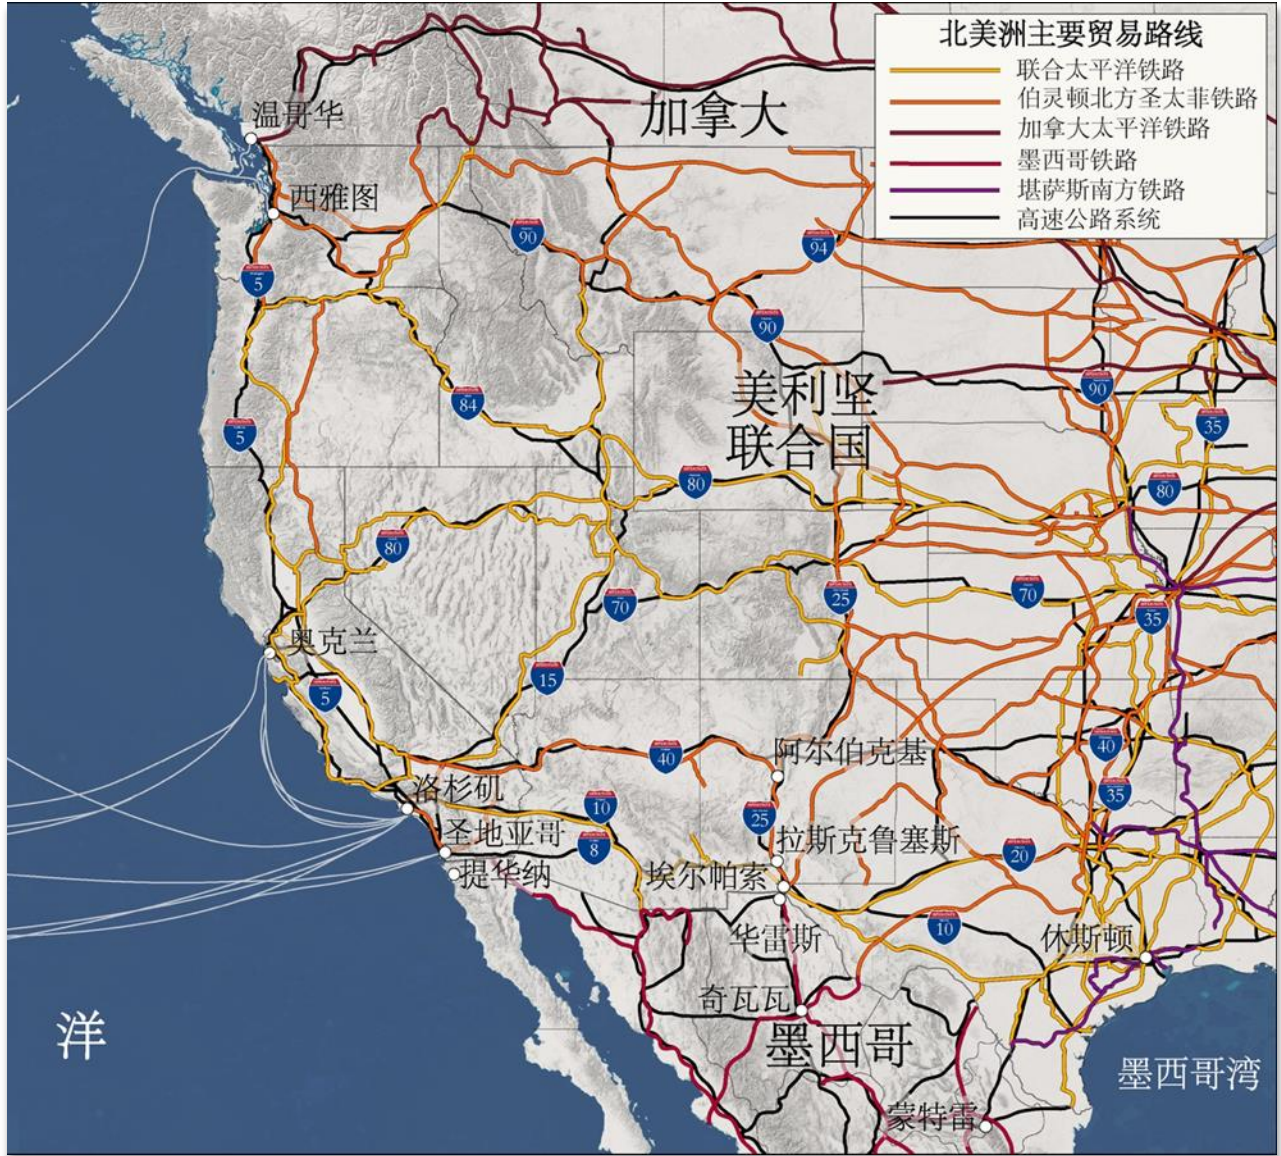 北美洲主要贸易路线
联合太平洋铁路
伯灵顿北方圣太菲铁路
加拿大太平洋铁路
墨西哥铁路
堪萨斯南方铁路
高速公路系统
温哥华
加拿大
西雅图
90
94
5
90
美利坚
90
84
35
5
联合国
80
80
80
70
25
70
35
奥克兰
15
5
40
40
阿尔伯克基
洛杉矶
10
35
25
圣地亚哥
8
拉斯克鲁塞斯
20
提华纳
埃尔帕索
10
华雷斯
休斯顿
奇瓦瓦
洋
墨西哥
墨西哥湾
蒙特雷